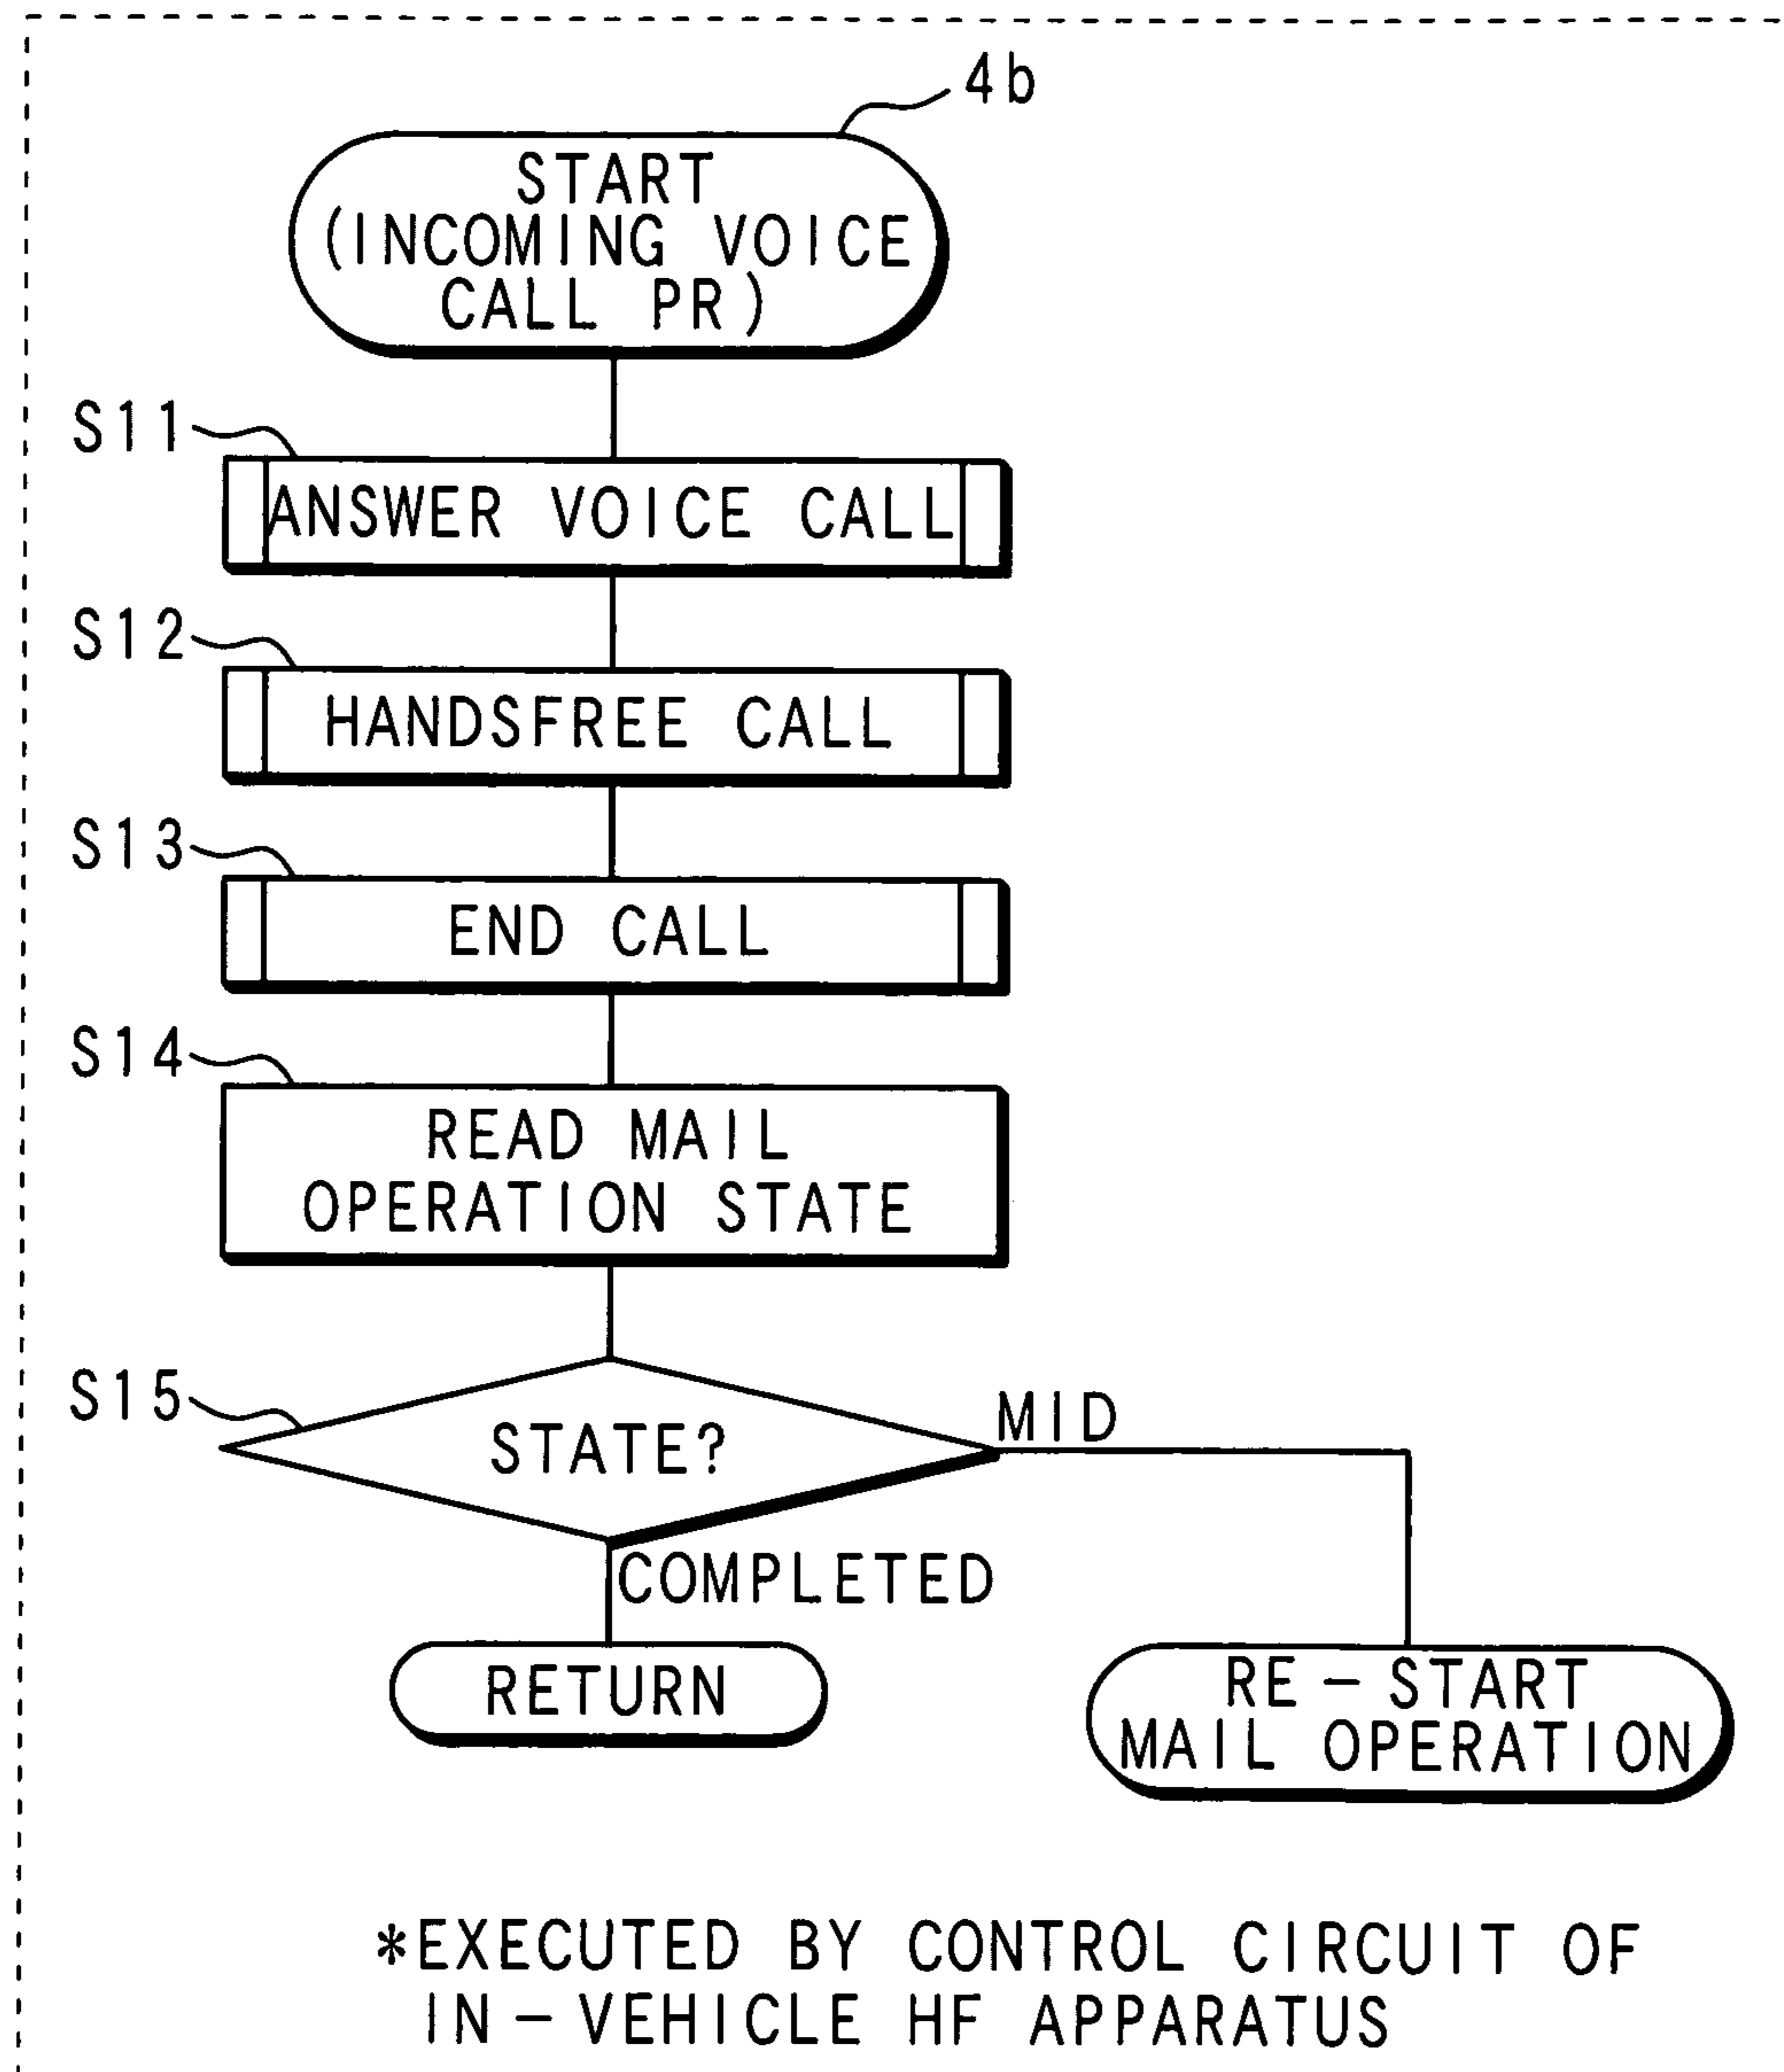 4b
START
(INCOMING VOICE
CALL PR)
S11
ANSWER VOICE CALL
S12
HANDSFREE CALL
S13
END CALL
S14
READ MAIL
OPERATION STATE
S15
STATE?
MID
COMPLETED
RETURN
RE-START
MAIL OPERATION
*EXECUTED BY CONTROL CIRCUIT OF
IN-VEHICLE HF APPARATUS